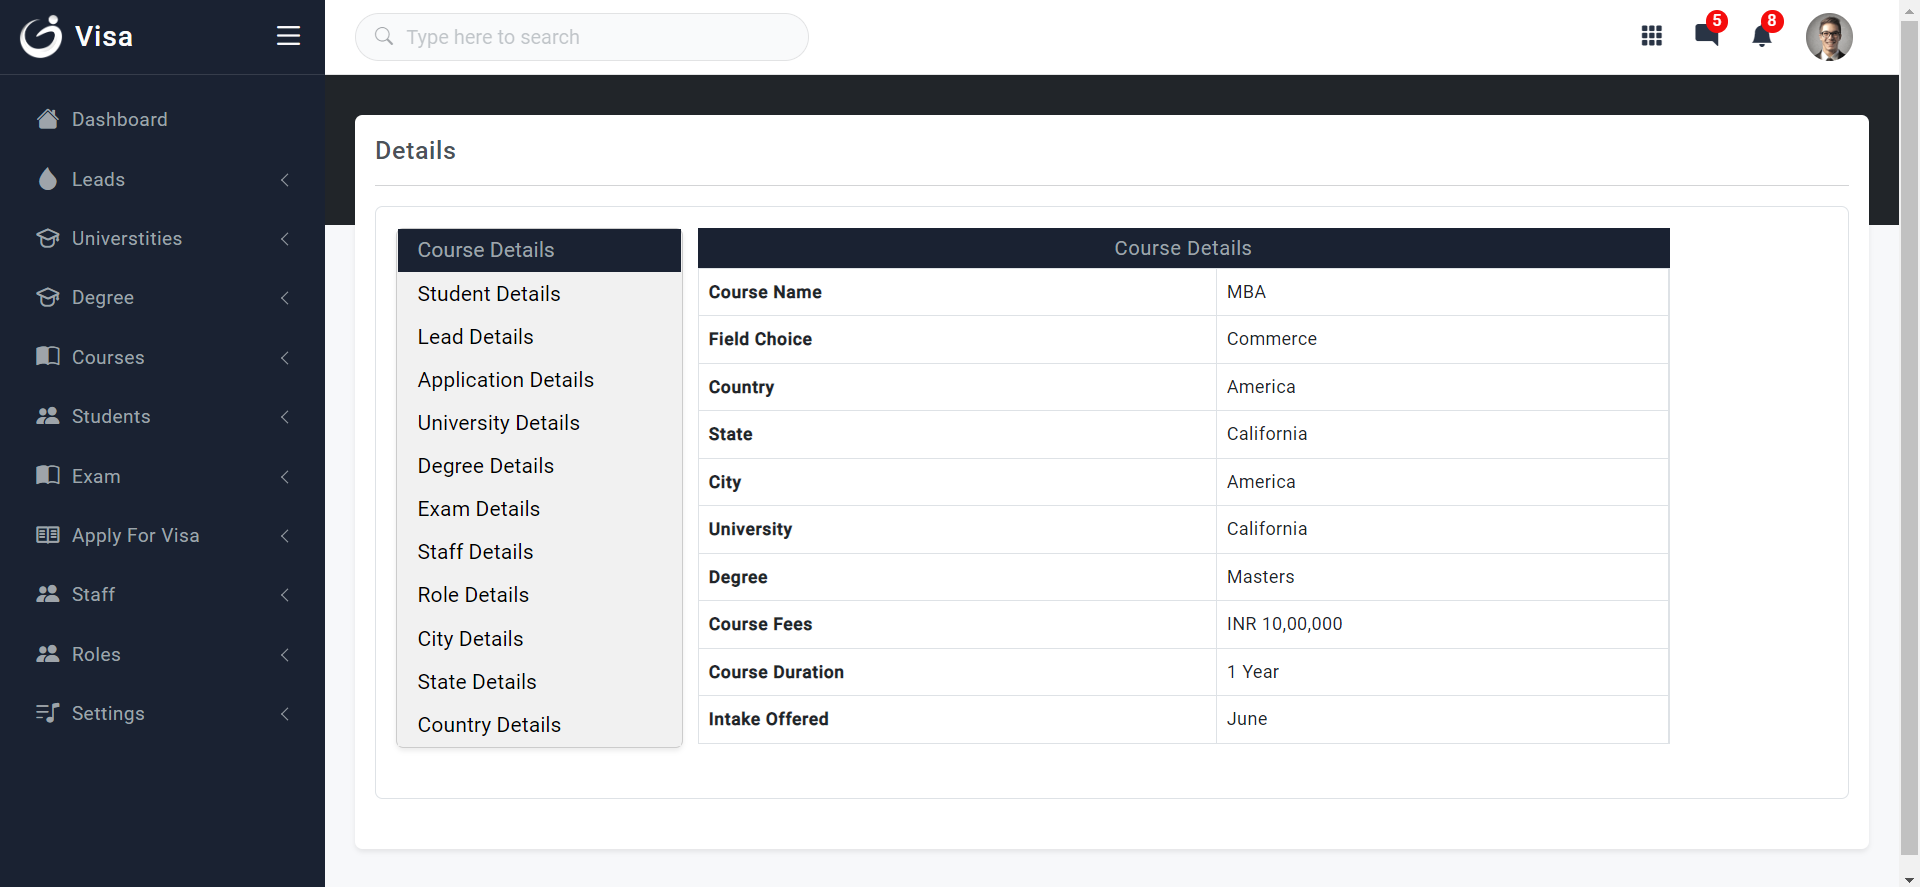 Visa
Type here to search
5
8
Dashboard
Leads
Universtities
Degree
Courses
Students
Exam
Apply For Visa
Staff
Roles
Settings
Details
Course Details
Student Details
Lead Details
Application Details
University Details
Degree Details
Exam Details
Staff Details
Role Details
City Details
State Details
Country Details
Course Details
Course Name MBA
Field Choice Commerce
Country America
State California
City America
University California
Degree Masters
Course Fees INR 10,00,000
Course Duration 1 Year
Intake Offered June